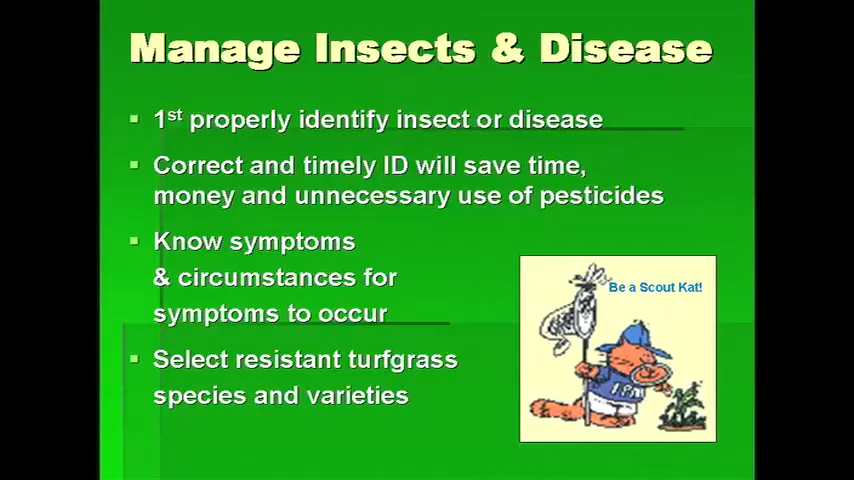 Manage Insects & Disease
1st properly identify insect or disease
Correct and timely ID will save time,
money and unnecessary use of pesticides
Know symptoms
& circumstances for
symptoms to occur
Be a Scout Kat!
IPM
Select resistant turfgrass
species and varieties